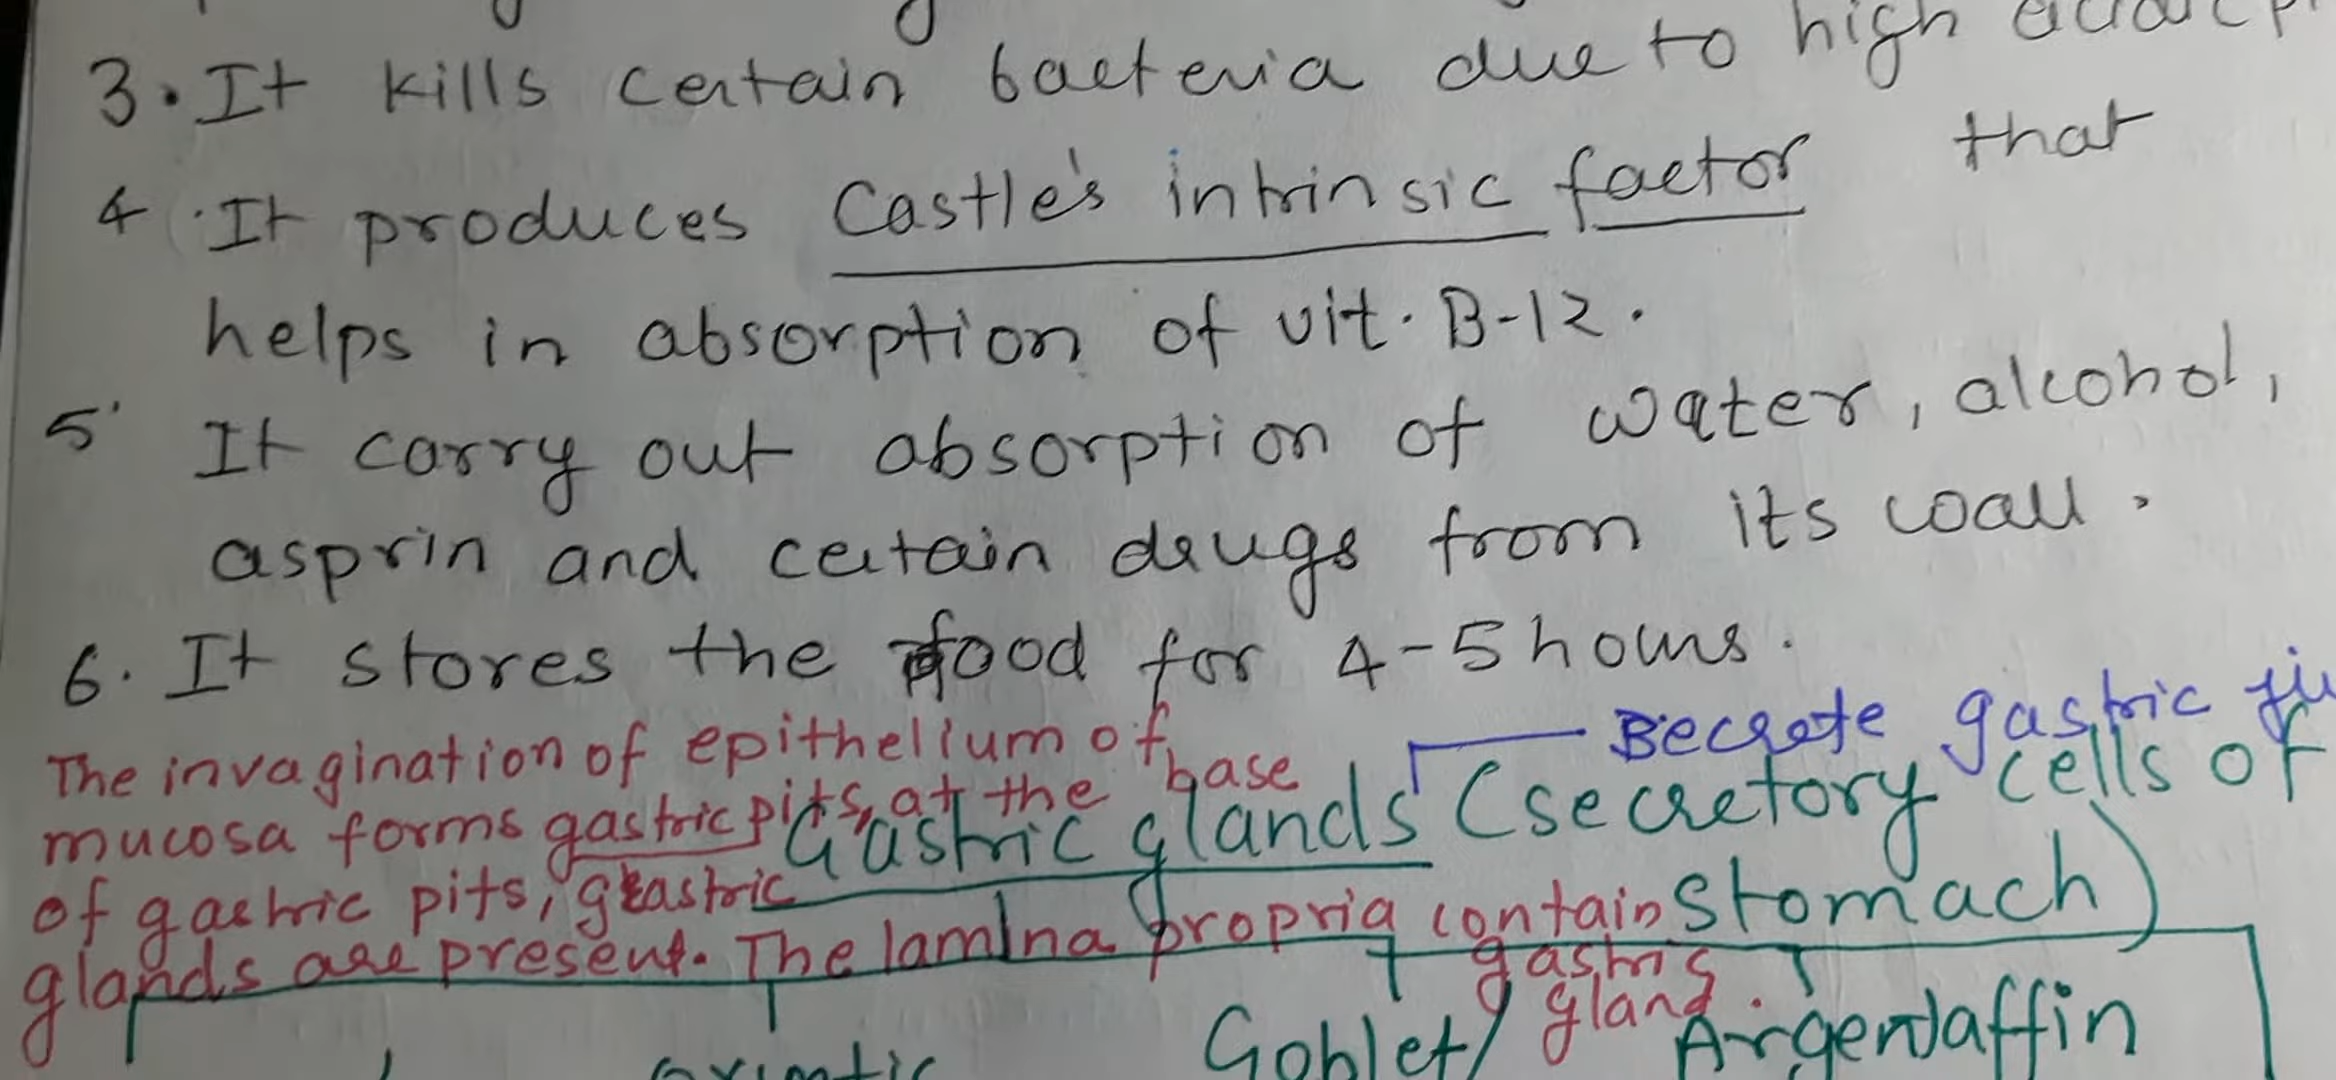 3. It kills certain bacteria due to high
4. It produces Castle's intrinsic factor that
helps in absorption of vit. B-12.
5. It carry out absorption of water, alcohol,
asprin and certain drugs from its wall.
6. It stores the food for 4-5 hours.
The invagination of epithelium of
mucosa forms gastric pits, at the base
of gastric pits, gastric
glands are present. The lamina propria contain
gastric
gland.
Secrete gastric
Gastric glands (secretory cells of
stomach)
Goblet/
Argentaffin